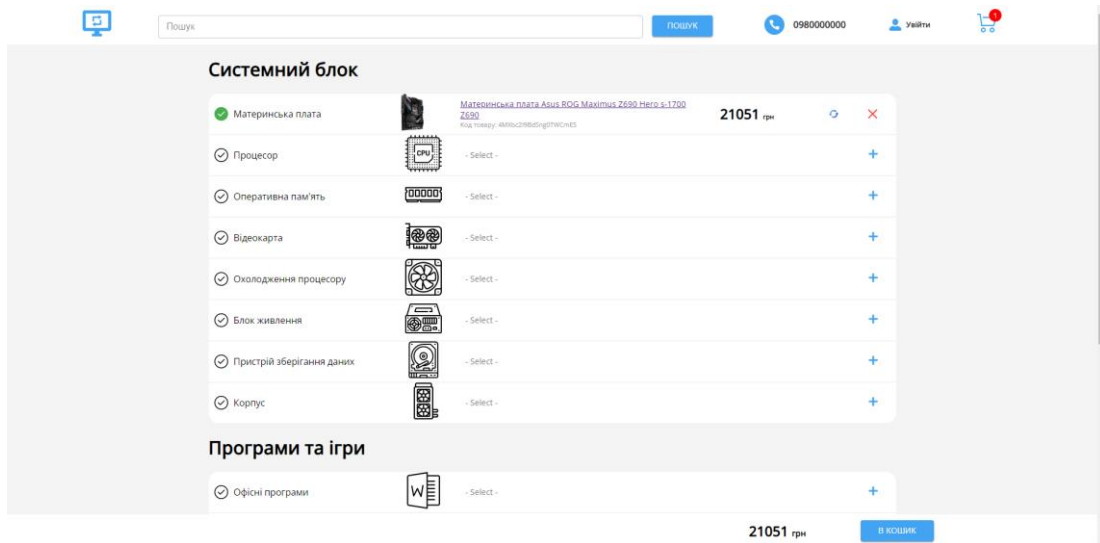 Пошук
ПОШУК
0980000000
Увійти
1
Системний блок
Материнська плата
Материнська плата Asus ROG Maximus Z690 Hero s-1700
Z690
Код товару:
21051 грн
Процесор
CPU
- Select -
Оперативна пам'ять
- Select -
Відеокарта
- Select -
Охолодження процесору
- Select -
Блок живлення
- Select -
Пристрій зберігання даних
- Select -
Корпус
- Select -
Програми та ігри
Офісні програми
W
- Select -
21051 грн
В КОШИК